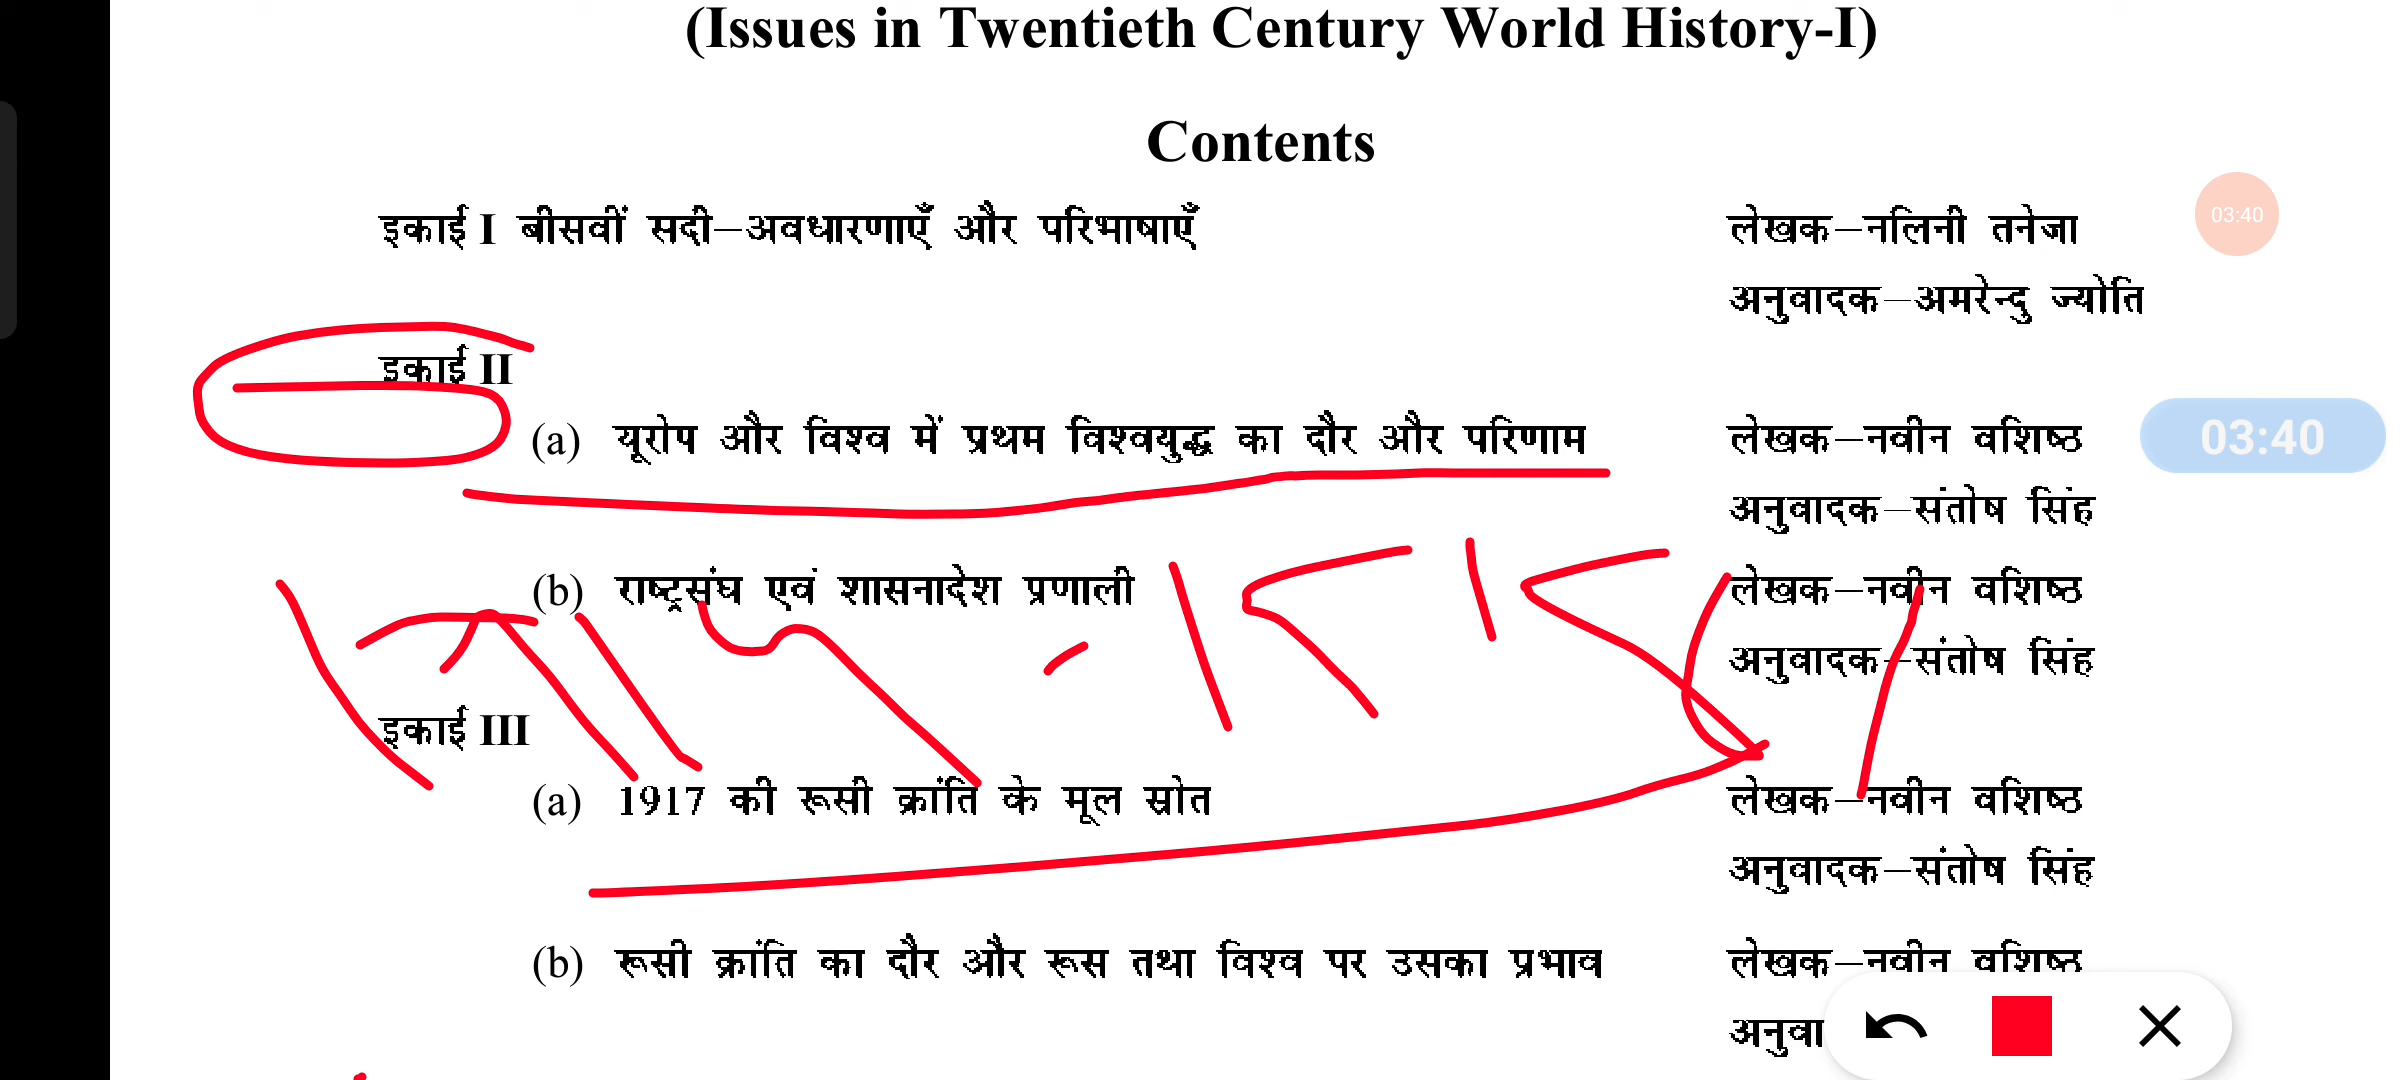 (Issues in Twentieth Century World History-I)
Contents
इकाई I बीसवीं सदी—अवधारणाएँ और परिभाषाएँ लेखक—नलिनी तनेजा
03:40
अनुवादक—अमरेन्दु ज्योति
इकाई II
(a) यूरोप और विश्व में प्रथम विश्वयुद्ध का दौर और परिणाम लेखक—नवीन वशिष्ठ
03:40
अनुवादक—संतोष सिंह
(b) राष्ट्रसंघ एवं शासनादेश प्रणाली लेखक—नवीन वशिष्ठ
अनुवादक—संतोष सिंह
इकाई III
(a) 1917 की रूसी क्रांति के मूल स्रोत लेखक—नवीन वशिष्ठ
अनुवादक—संतोष सिंह
(b) रूसी क्रांति का दौर और रूस तथा विश्व पर उसका प्रभाव लेखक—नवीन वशिष्ठ
अनुवा